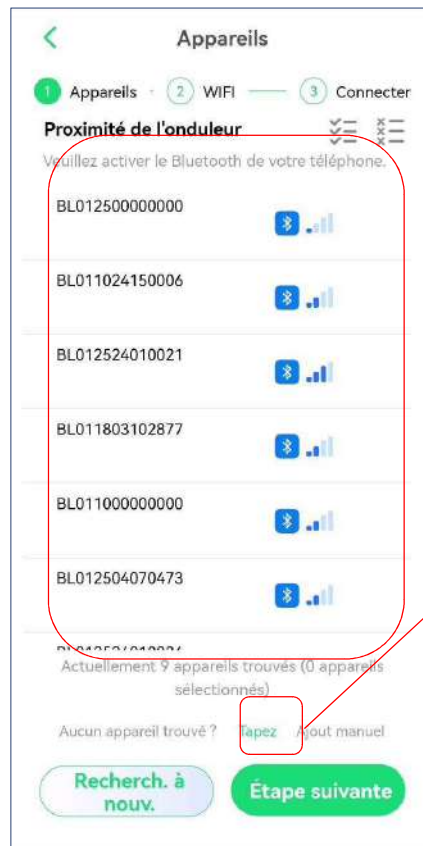 Appareils
1 Appareils 2 WIFI 3 Connecter
Proximité de l'onduleur
Veuillez activer le Bluetooth de votre téléphone.
BL012500000000
BL011024150006
BL012524010021
BL011803102877
BL011000000000
BL012504070473
Actuellement 9 appareils trouvés (0 appareils
sélectionnés)
Aucun appareil trouvé ? Tapez Ajout manuel
Recherch. à
nouv.
Étape suivante